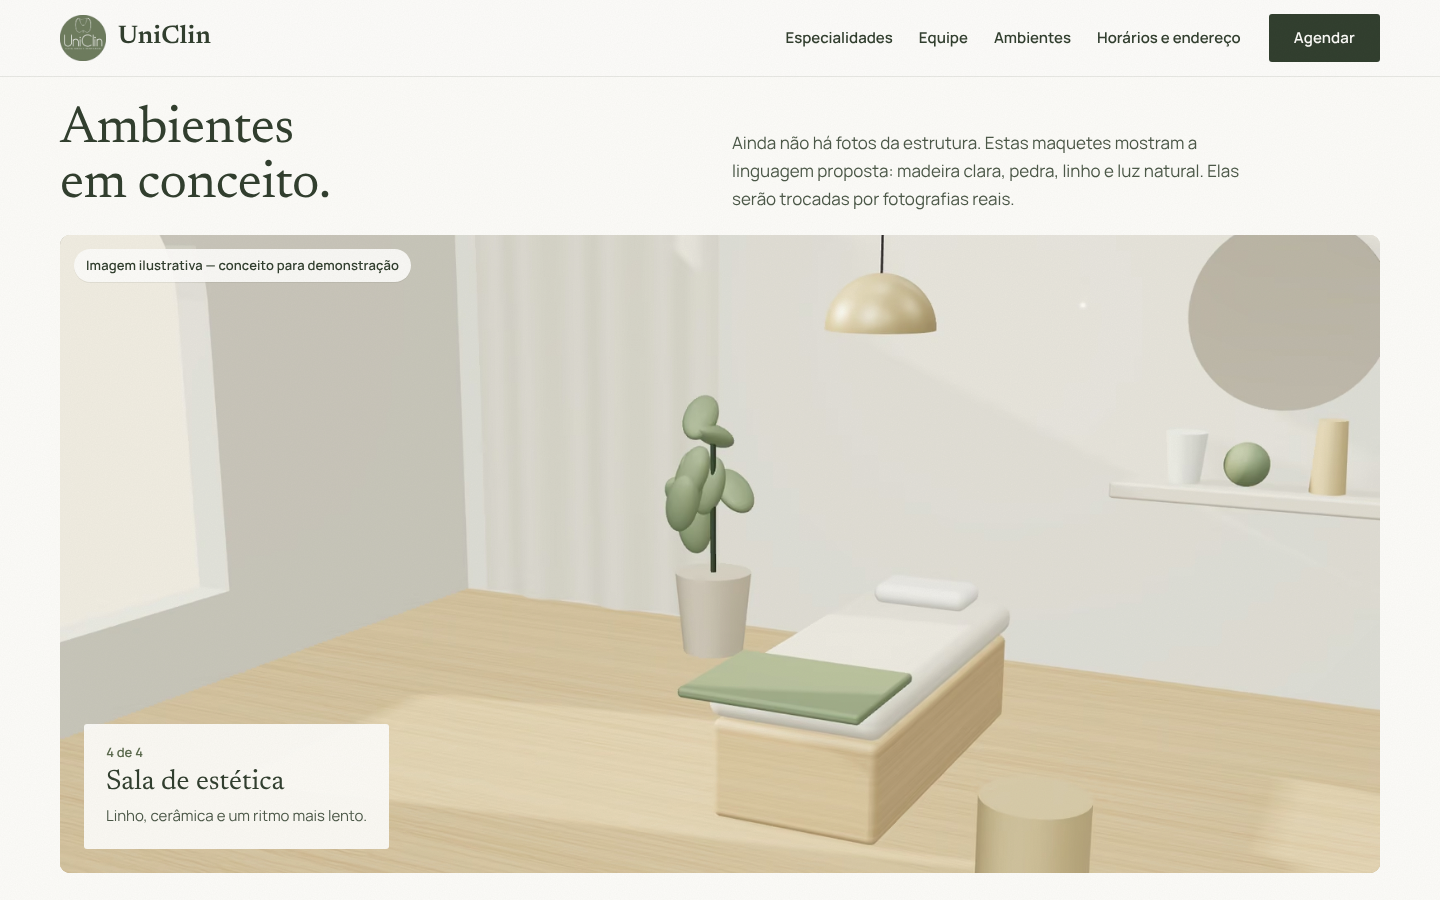 UniClin
UniClin
Especialidades
Equipe
Ambientes
Horários e endereço
Agendar
Ambientes
em conceito.
Ainda não há fotos da estrutura. Estas maquetes mostram a
linguagem proposta: madeira clara, pedra, linho e luz natural. Elas
serão trocadas por fotografias reais.
Imagem ilustrativa — conceito para demonstração
4 de 4
Sala de estética
Linho, cerâmica e um ritmo mais lento.